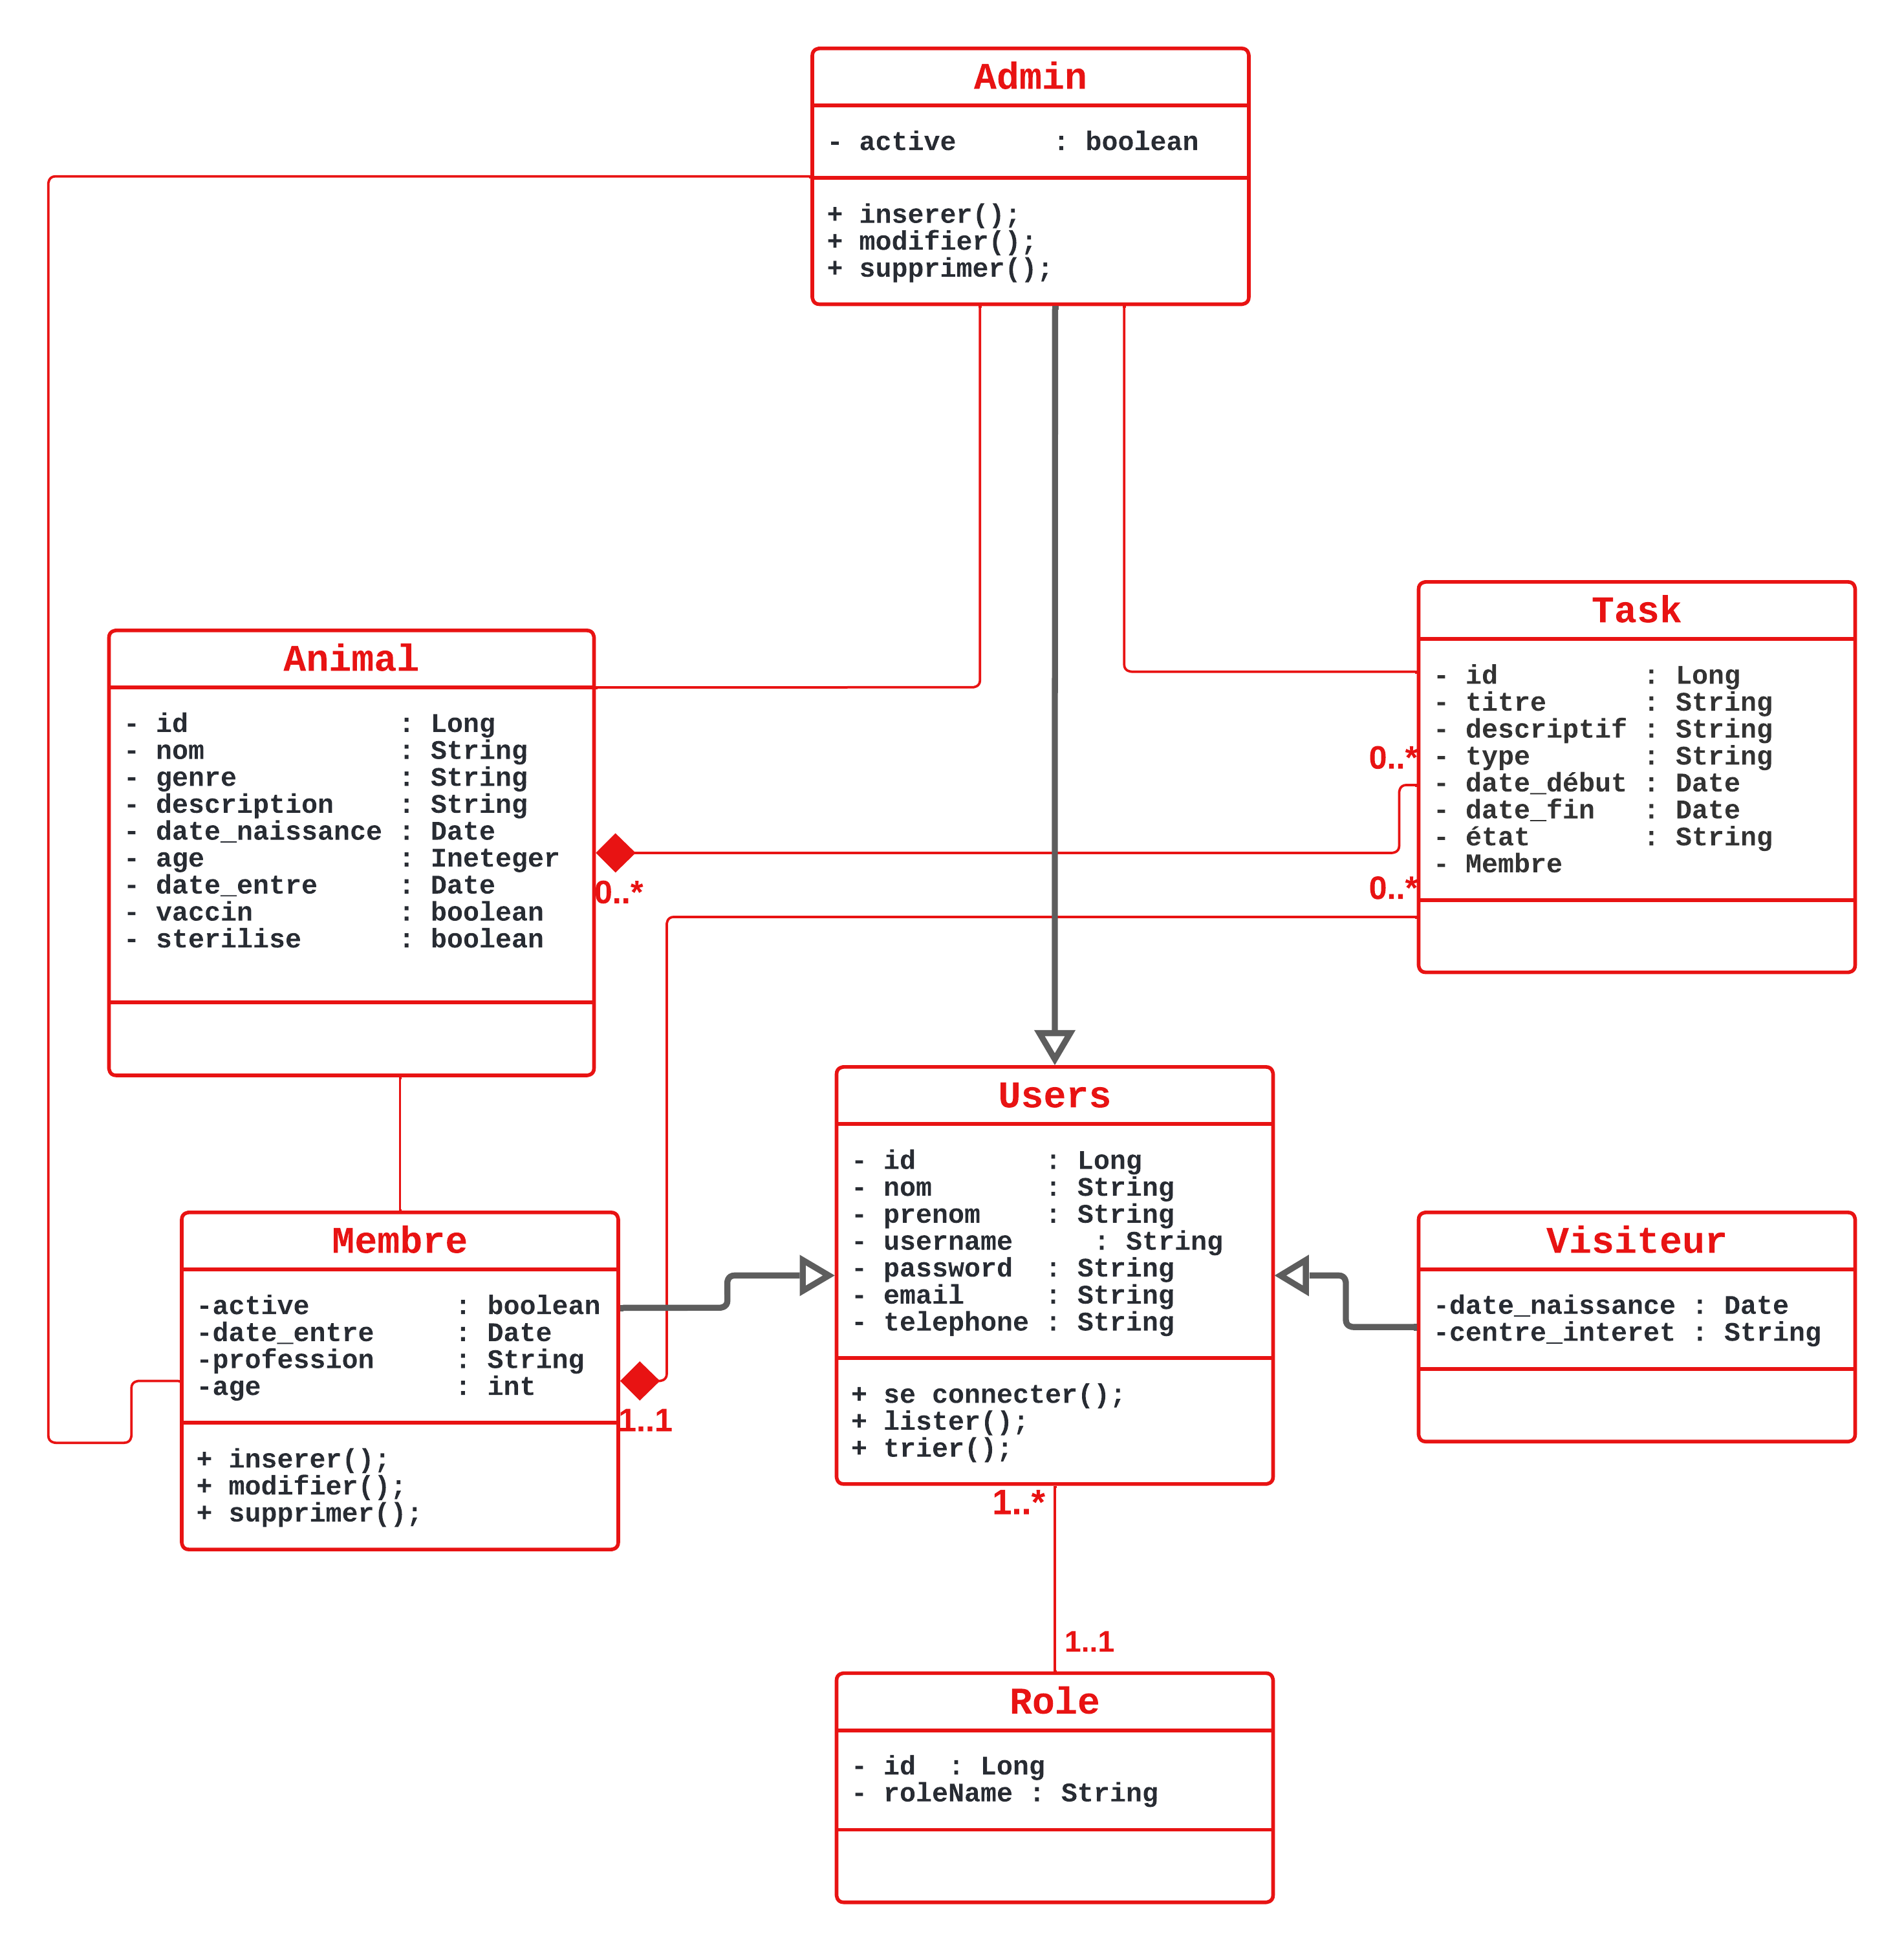 Admin
- active : boolean
+ inserer();
+ modifier();
+ supprimer();
Task
- id : Long
- titre : String
- descriptif : String
- type : String
- date_début : Date
- date_fin : Date
- état : String
- Membre
0..*
0..*
Animal
- id : Long
- nom : String
- genre : String
- description : String
- date_naissance : Date
- age : Ineteger
- date_entre : Date
- vaccin : boolean
- sterilise : boolean
0..*
Users
- id : Long
- nom : String
- prenom : String
- username : String
- password : String
- email : String
- telephone : String
+ se connecter();
+ lister();
+ trier();
1..*
Membre
-active : boolean
-date_entre : Date
-profession : String
-age : int
+ inserer();
+ modifier();
+ supprimer();
1..1
Visiteur
-date_naissance : Date
-centre_interet : String
1..1
Role
- id : Long
- roleName : String